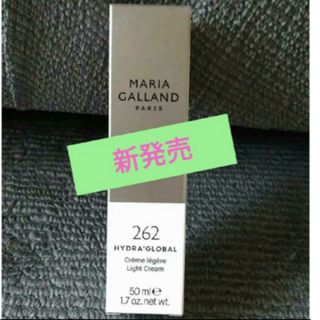 MARIA
GALLAND
PARIS
新発売
262
HYDRA'GLOBAL
Crème légère
Light Cream
50 ml e
1.7 oz. net wt.